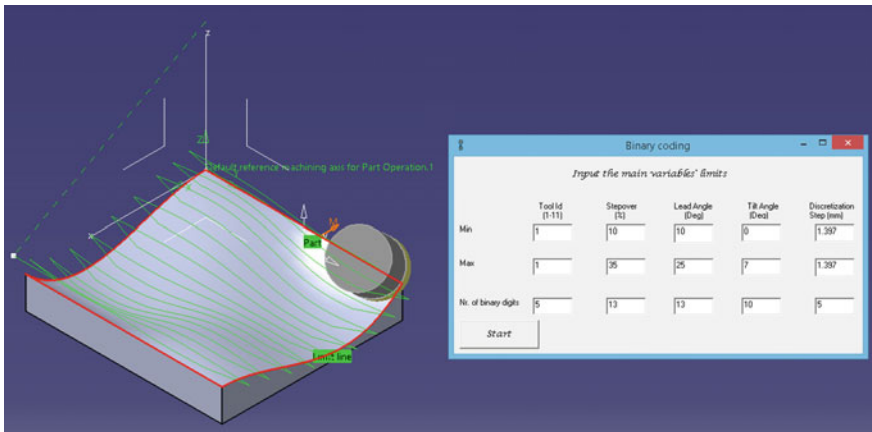 z
Z
Default reference machining axis for Part Operation.1
x
M
Part
Limit line
Binary coding
Input the main variables' limits
Tool Id (1-11)
Stepover (%)
Lead Angle (Deg)
Tilt Angle (Deg)
Discretization Step (mm)
Min 1 10 10 0 1.397
Max 1 35 25 7 1.397
Nr. of binary digits 5 13 13 10 5
Start